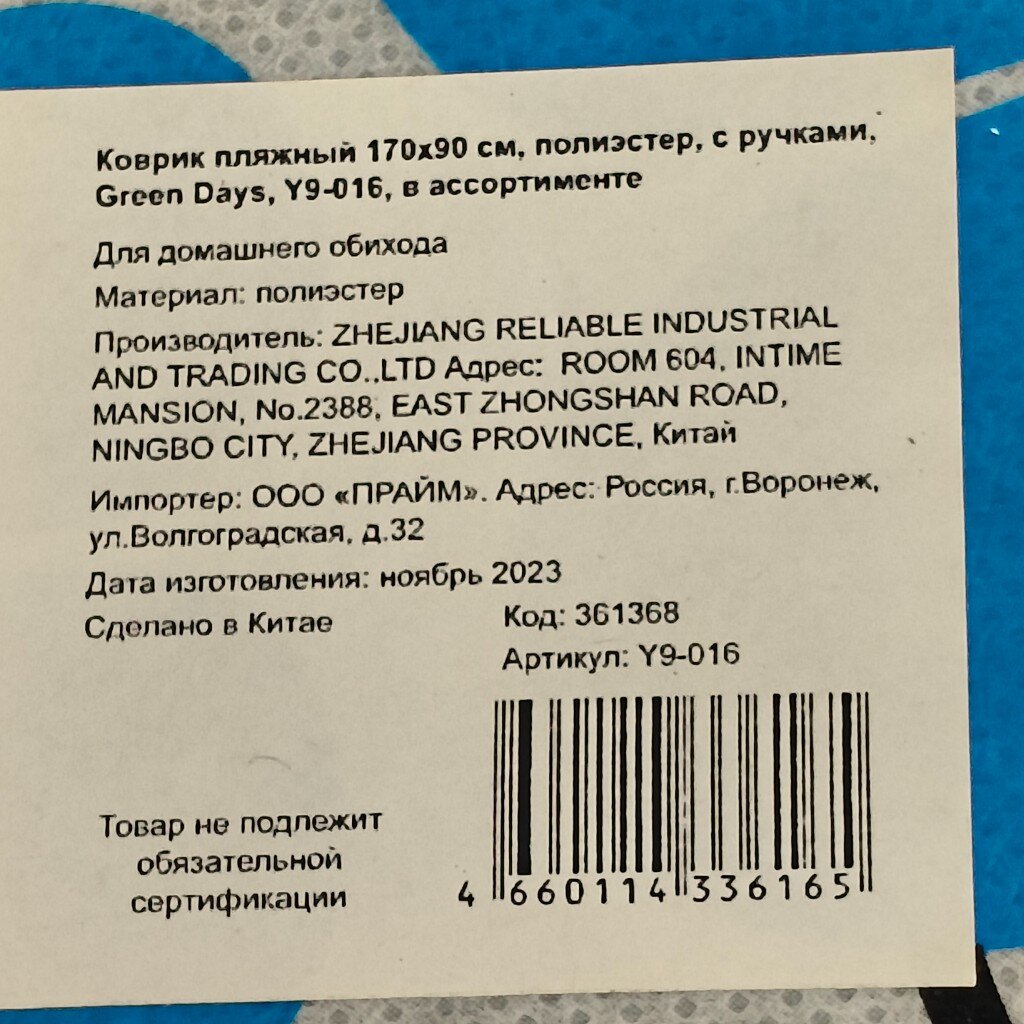 Коврик пляжный 170х90 см, полиэстер, с ручками,
Green Days, Y9-016, в ассортименте
Для домашнего обихода
Материал: полиэстер
Производитель: ZHEJIANG RELIABLE INDUSTRIAL
AND TRADING CO.,LTD Адрес: ROOM 604, INTIME
MANSION, No.2388, EAST ZHONGSHAN ROAD,
NINGBO CITY, ZHEJIANG PROVINCE, Китай
Импортер: ООО «ПРАЙМ». Адрес: Россия, г.Воронеж,
ул.Волгоградская, д.32
Дата изготовления: ноябрь 2023
Сделано в Китае
Код: 361368
Артикул: Y9-016
Товар не подлежит
обязательной
сертификации
4 660114 336165